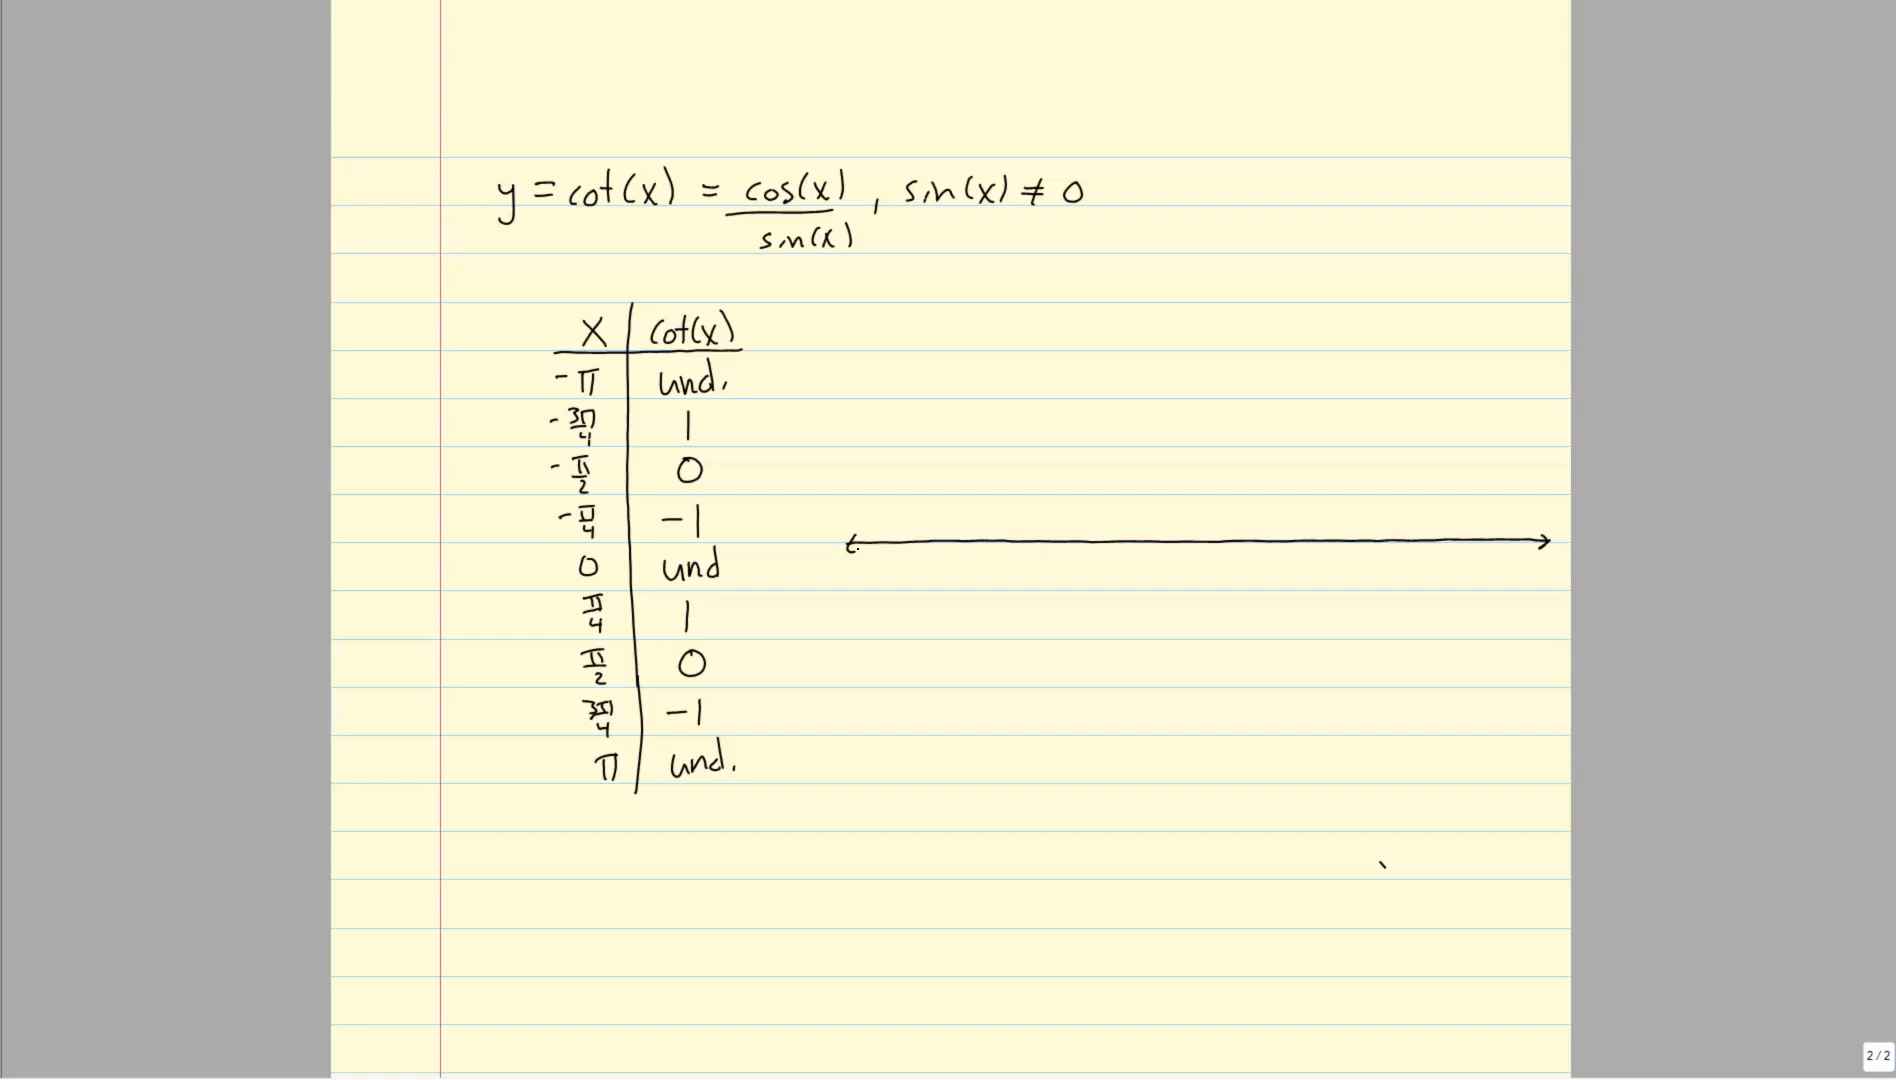 y = cot(x) = cos(x)/sin(x), sin(x) ≠ 0
x | cot(x)
-π | und.
-3π/4 | 1
-π/2 | 0
-π/4 | -1
0 | und
π/4 | 1
π/2 | 0
3π/4 | -1
π | und.
2 / 2